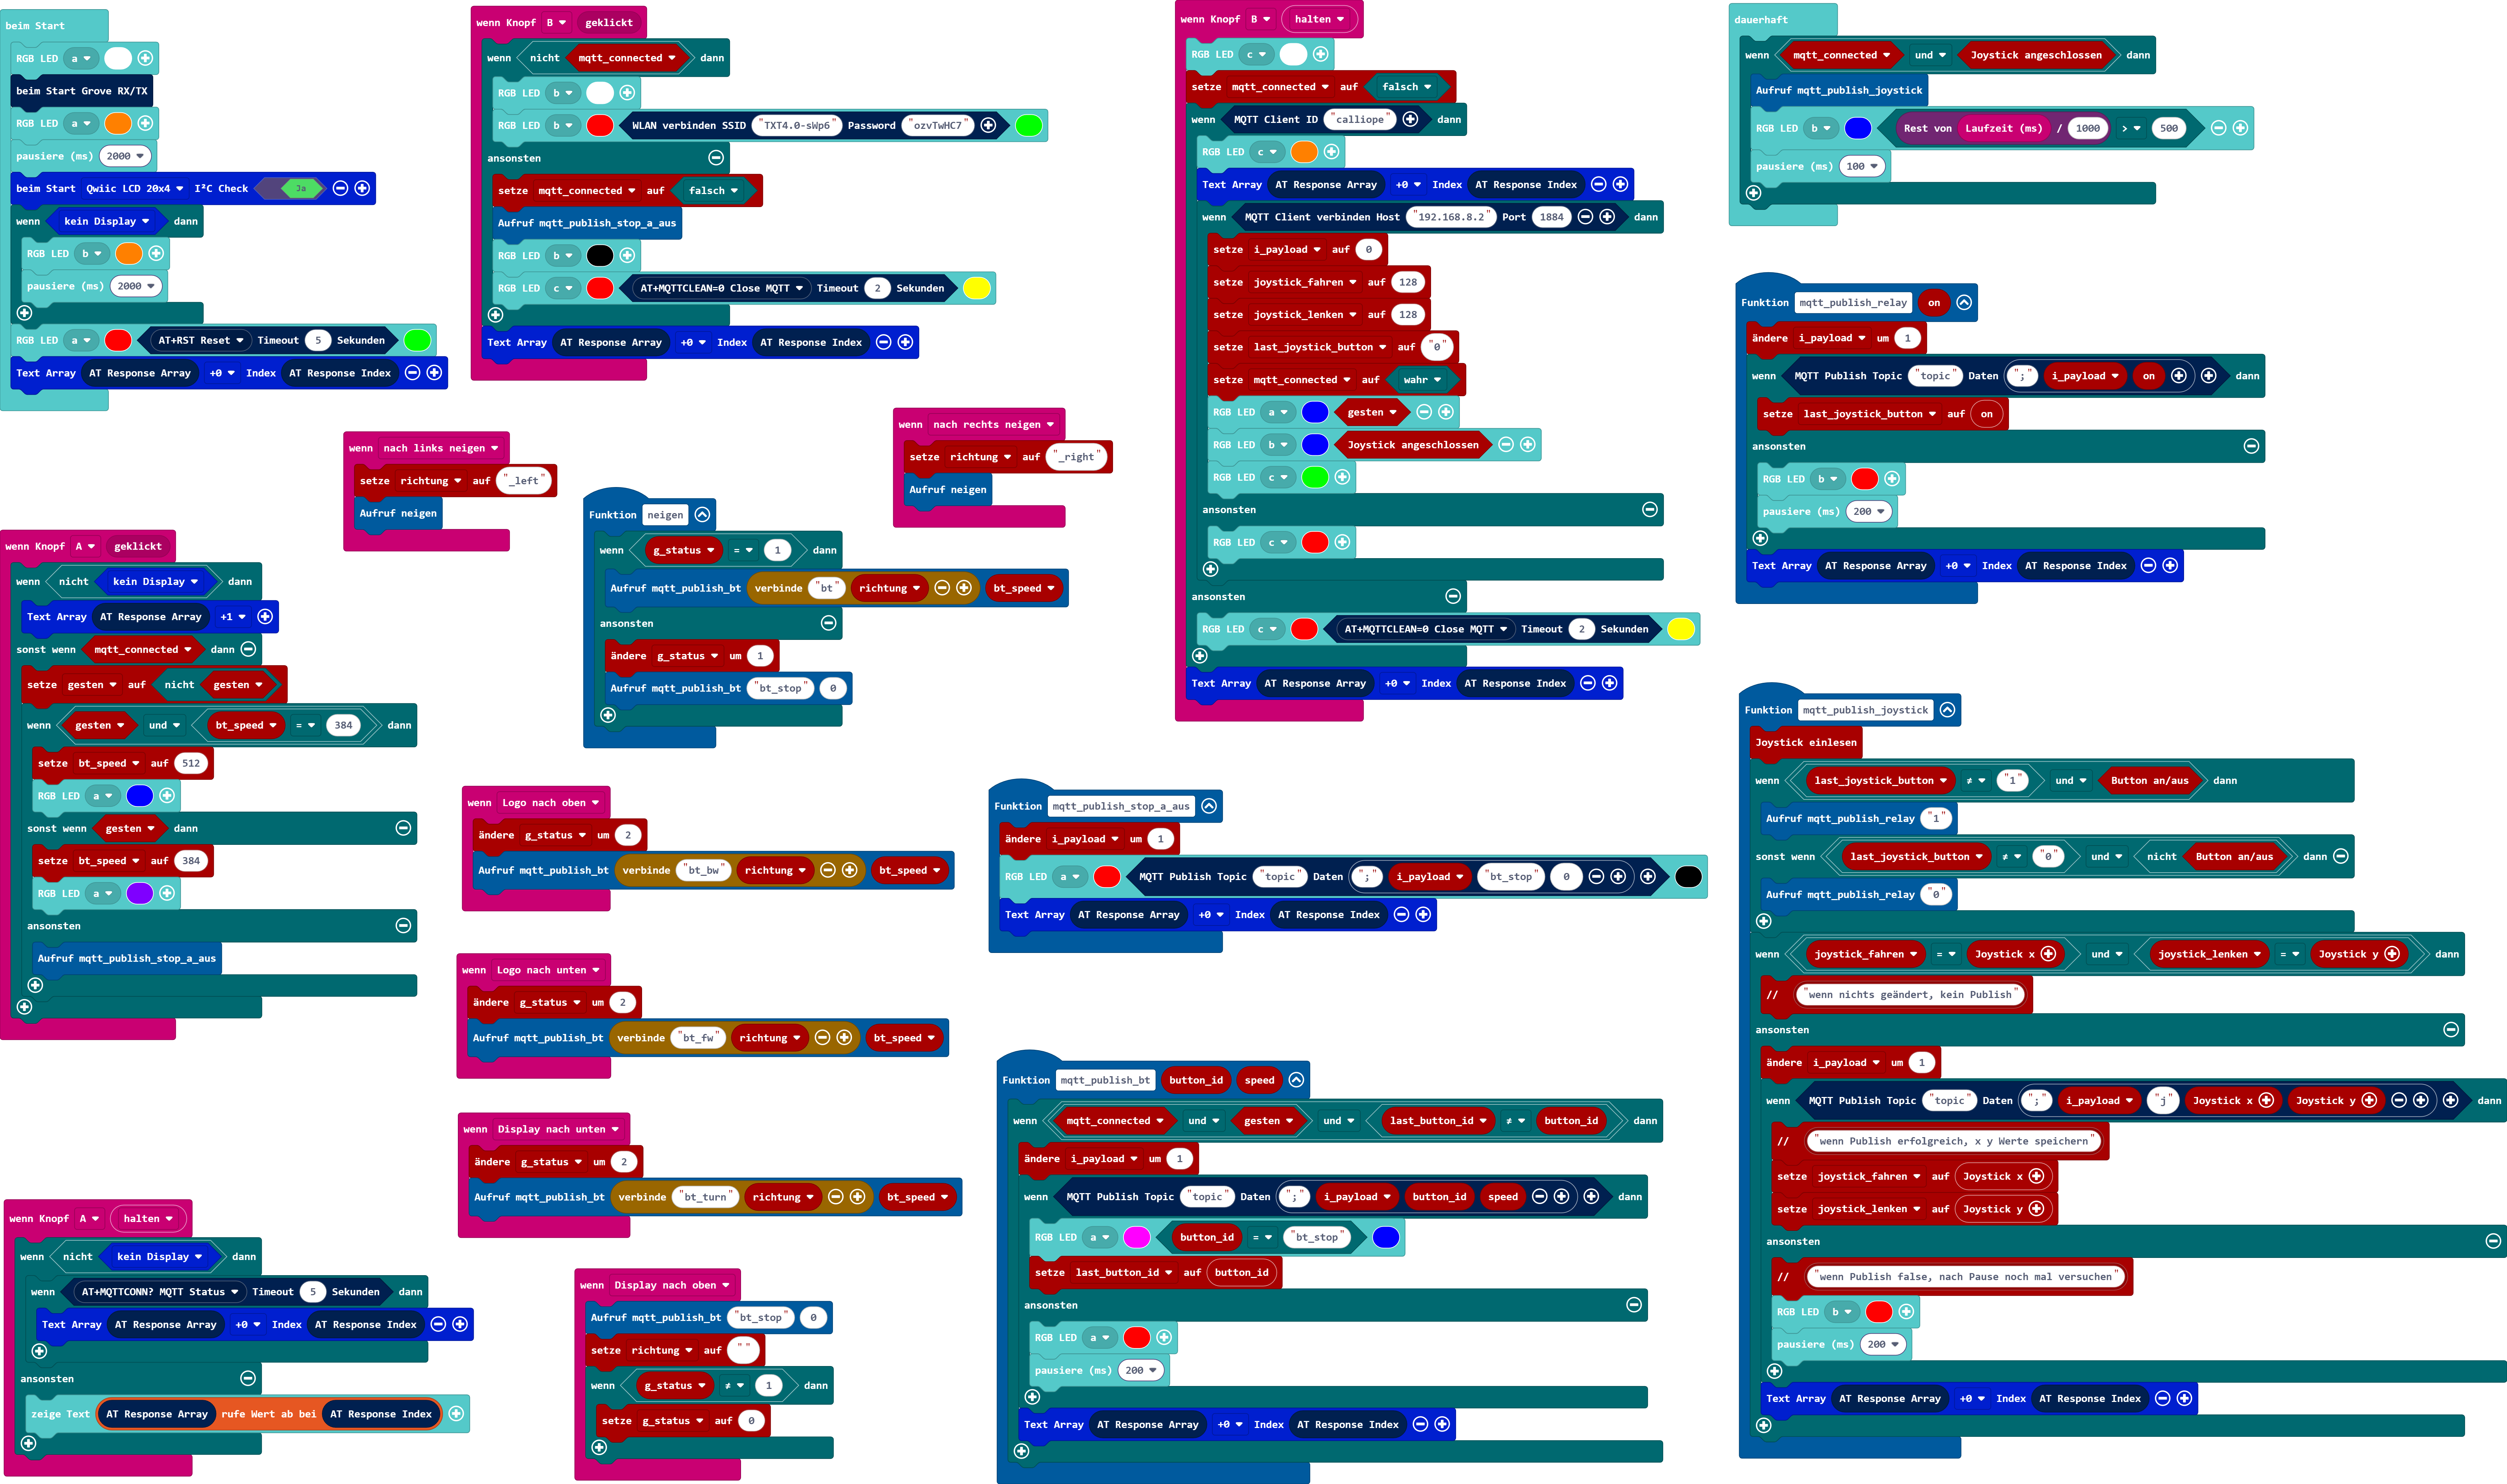 beim Start
RGB LED a
beim Start Grove RX/TX
RGB LED a
pausiere (ms) 2000
beim Start Qwiic LCD 20x4 I²C Check Ja
wenn kein Display dann
RGB LED b
pausiere (ms) 2000
RGB LED a AT+RST Reset Timeout 5 Sekunden
Text Array AT Response Array +0 Index AT Response Index
wenn Knopf B geklickt
wenn nicht mqtt_connected dann
RGB LED b
RGB LED b WLAN verbinden SSID "TXT4.0-sWp6" Password "ozvTwHC7"
ansonsten
setze mqtt_connected auf falsch
Aufruf mqtt_publish_stop_a_aus
RGB LED b
RGB LED c AT+MQTTCLEAN=0 Close MQTT Timeout 2 Sekunden
Text Array AT Response Array +0 Index AT Response Index
wenn Knopf B halten
RGB LED c
setze mqtt_connected auf falsch
wenn MQTT Client ID "calliope" dann
RGB LED c
Text Array AT Response Array +0 Index AT Response Index
wenn MQTT Client verbinden Host "192.168.8.2" Port 1884 dann
setze i_payload auf 0
setze joystick_fahren auf 128
setze joystick_lenken auf 128
setze last_joystick_button auf "0"
setze mqtt_connected auf wahr
RGB LED a gesten
RGB LED b Joystick angeschlossen
RGB LED c
ansonsten
RGB LED c
ansonsten
RGB LED c AT+MQTTCLEAN=0 Close MQTT Timeout 2 Sekunden
Text Array AT Response Array +0 Index AT Response Index
dauerhaft
wenn mqtt_connected und Joystick angeschlossen dann
Aufruf mqtt_publish_joystick
RGB LED b Rest von Laufzeit (ms) / 1000 > 500
pausiere (ms) 100
Funktion mqtt_publish_relay on
ändere i_payload um 1
wenn MQTT Publish Topic "topic" Daten ";" i_payload on dann
setze last_joystick_button auf on
ansonsten
RGB LED b
pausiere (ms) 200
Text Array AT Response Array +0 Index AT Response Index
wenn nach links neigen
setze richtung auf "_left"
Aufruf neigen
wenn nach rechts neigen
setze richtung auf "_right"
Aufruf neigen
Funktion neigen
wenn g_status = 1 dann
Aufruf mqtt_publish_bt verbinde "bt" richtung bt_speed
ansonsten
ändere g_status um 1
Aufruf mqtt_publish_bt "bt_stop" 0
wenn Knopf A geklickt
wenn nicht kein Display dann
Text Array AT Response Array +1
sonst wenn mqtt_connected dann
setze gesten auf nicht gesten
wenn gesten und bt_speed = 384 dann
setze bt_speed auf 512
RGB LED a
sonst wenn gesten dann
setze bt_speed auf 384
RGB LED a
ansonsten
Aufruf mqtt_publish_stop_a_aus
wenn Logo nach oben
ändere g_status um 2
Aufruf mqtt_publish_bt verbinde "bt_bw" richtung bt_speed
wenn Logo nach unten
ändere g_status um 2
Aufruf mqtt_publish_bt verbinde "bt_fw" richtung bt_speed
wenn Display nach unten
ändere g_status um 2
Aufruf mqtt_publish_bt verbinde "bt_turn" richtung bt_speed
wenn Display nach oben
Aufruf mqtt_publish_bt "bt_stop" 0
setze richtung auf ""
wenn g_status ≠ 1 dann
setze g_status auf 0
wenn Knopf A halten
wenn nicht kein Display dann
wenn AT+MQTTCONN? MQTT Status Timeout 5 Sekunden dann
Text Array AT Response Array +0 Index AT Response Index
ansonsten
zeige Text AT Response Array rufe Wert ab bei AT Response Index
Funktion mqtt_publish_stop_a_aus
ändere i_payload um 1
RGB LED a MQTT Publish Topic "topic" Daten ";" i_payload "bt_stop" 0
Text Array AT Response Array +0 Index AT Response Index
Funktion mqtt_publish_bt button_id speed
wenn mqtt_connected und gesten und last_button_id ≠ button_id dann
ändere i_payload um 1
wenn MQTT Publish Topic "topic" Daten ";" i_payload button_id speed dann
RGB LED a button_id = "bt_stop"
setze last_button_id auf button_id
ansonsten
RGB LED a
pausiere (ms) 200
Text Array AT Response Array +0 Index AT Response Index
Funktion mqtt_publish_joystick
Joystick einlesen
wenn last_joystick_button ≠ "1" und Button an/aus dann
Aufruf mqtt_publish_relay "1"
sonst wenn last_joystick_button ≠ "0" und nicht Button an/aus dann
Aufruf mqtt_publish_relay "0"
wenn joystick_fahren = Joystick x und joystick_lenken = Joystick y dann
// "wenn nichts geändert, kein Publish"
ansonsten
ändere i_payload um 1
wenn MQTT Publish Topic "topic" Daten ";" i_payload "j" Joystick x Joystick y dann
// "wenn Publish erfolgreich, x y Werte speichern"
setze joystick_fahren auf Joystick x
setze joystick_lenken auf Joystick y
ansonsten
// "wenn Publish false, nach Pause noch mal versuchen"
RGB LED b
pausiere (ms) 200
Text Array AT Response Array +0 Index AT Response Index